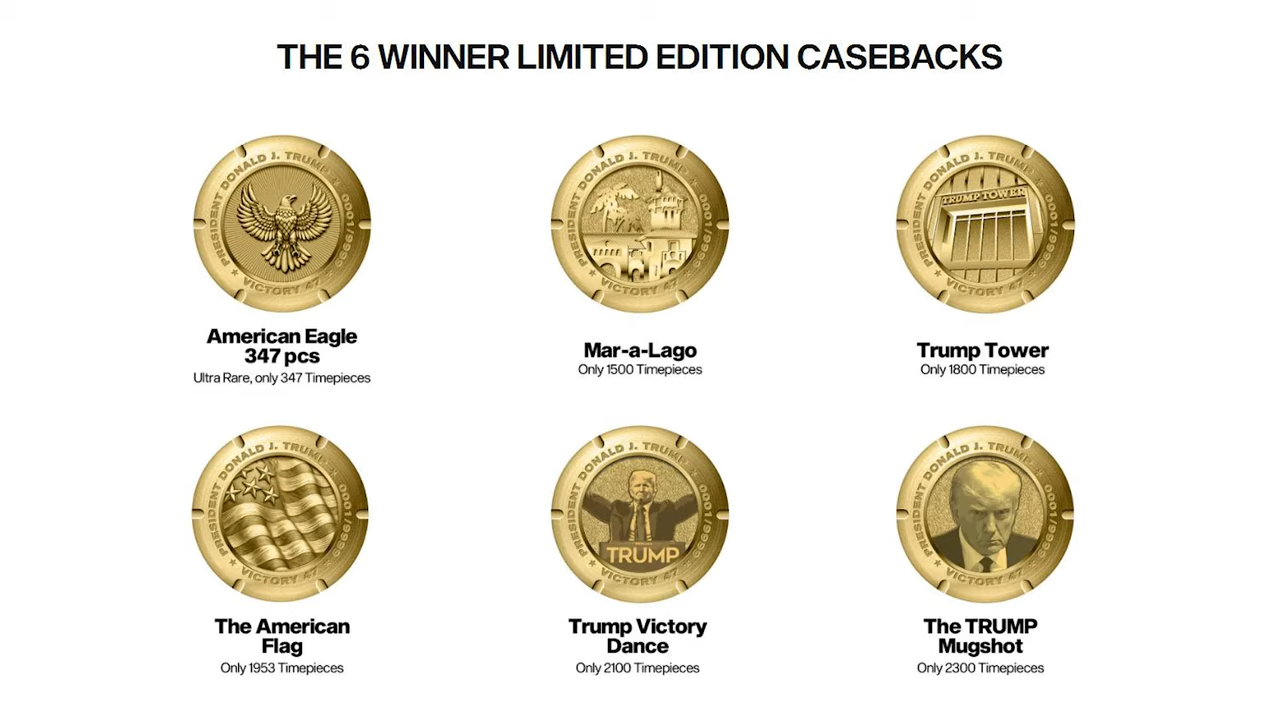 THE 6 WINNER LIMITED EDITION CASEBACKS
PRESIDENT DONALD J. TRUMP ★ 0001/9999 ★ VICTORY 47
American Eagle
347 pcs
Ultra Rare, only 347 Timepieces
PRESIDENT DONALD J. TRUMP ★ 0001/9999 ★ VICTORY 47
Mar-a-Lago
Only 1500 Timepieces
PRESIDENT DONALD J. TRUMP ★ 0001/9999 ★ VICTORY 47
TRUMP TOWER
Trump Tower
Only 1800 Timepieces
PRESIDENT DONALD J. TRUMP ★ 0001/9999 ★ VICTORY 47
The American
Flag
Only 1953 Timepieces
PRESIDENT DONALD J. TRUMP ★ 0001/9999 ★ VICTORY 47
TRUMP
Trump Victory
Dance
Only 2100 Timepieces
PRESIDENT DONALD J. TRUMP ★ 0001/9999 ★ VICTORY 47
The TRUMP
Mugshot
Only 2300 Timepieces